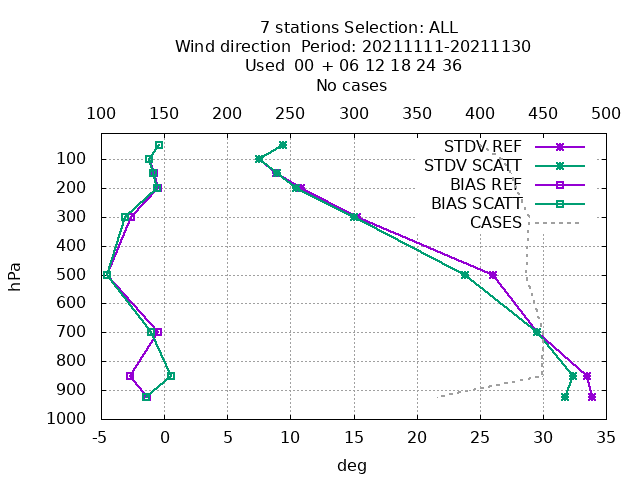 7 stations Selection: ALL
Wind direction  Period: 20211111-20211130
Used  00 + 06 12 18 24 36
No cases
100 150 200 250 300 350 400 450 500
STDV REF
STDV SCATT
BIAS REF
BIAS SCATT
CASES
hPa
100
200
300
400
500
600
700
800
900
1000
-5 0 5 10 15 20 25 30 35
deg